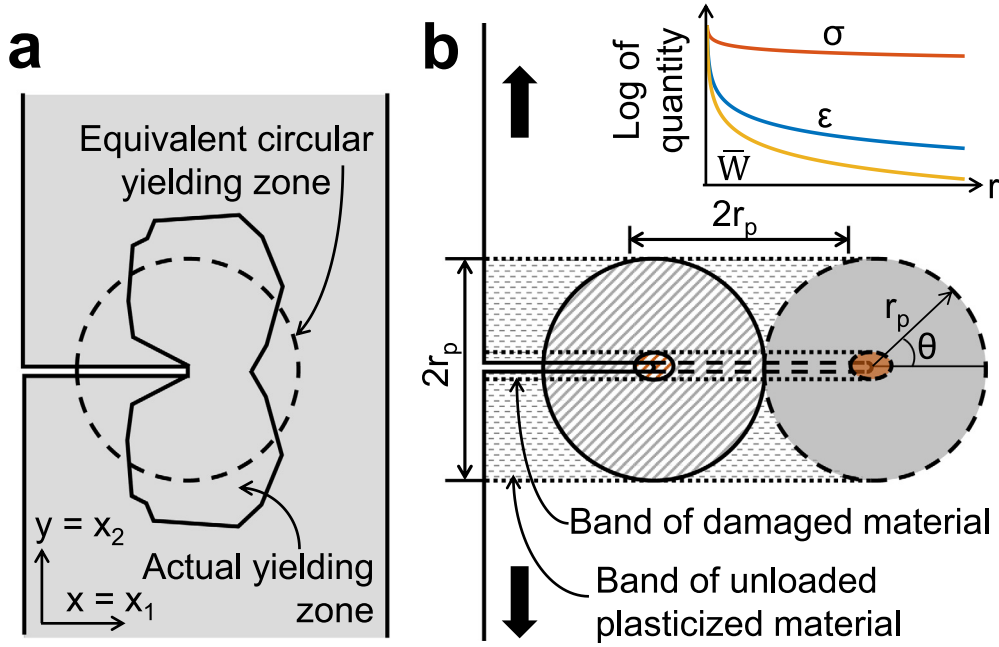 a
Equivalent circular
yielding zone
y = x₂
x = x₁
Actual yielding
zone
b
Log of
quantity
σ
ε
W̅
r
2rₚ
2rₚ
rₚ
θ
Band of damaged material
Band of unloaded
plasticized material